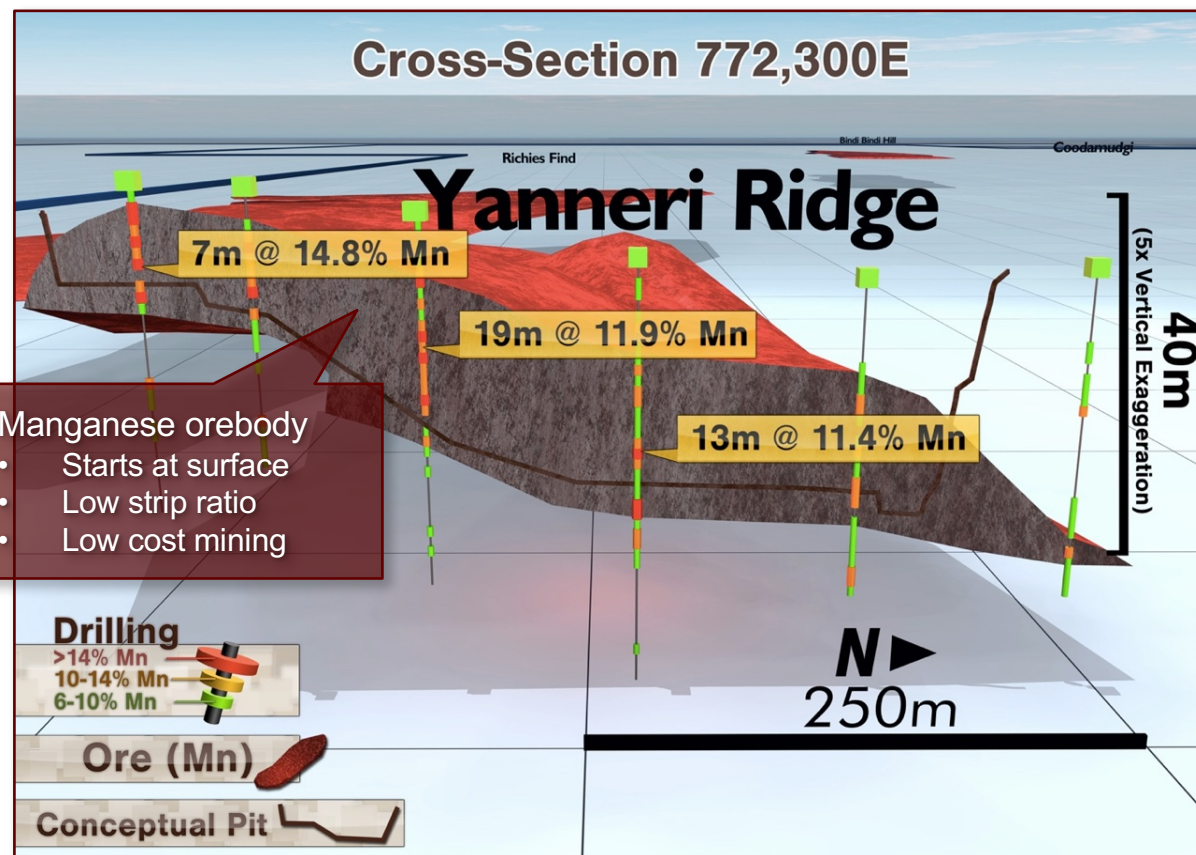 Cross-Section 772,300E
Richies Find
Bindi Bindi Hill
Coodamudgi
Yanneri Ridge
7m @ 14.8% Mn
19m @ 11.9% Mn
13m @ 11.4% Mn
40m
(5x Vertical Exaggeration)
Manganese orebody
• Starts at surface
• Low strip ratio
• Low cost mining
Drilling
>14% Mn
10-14% Mn
6-10% Mn
Ore (Mn)
Conceptual Pit
N
250m